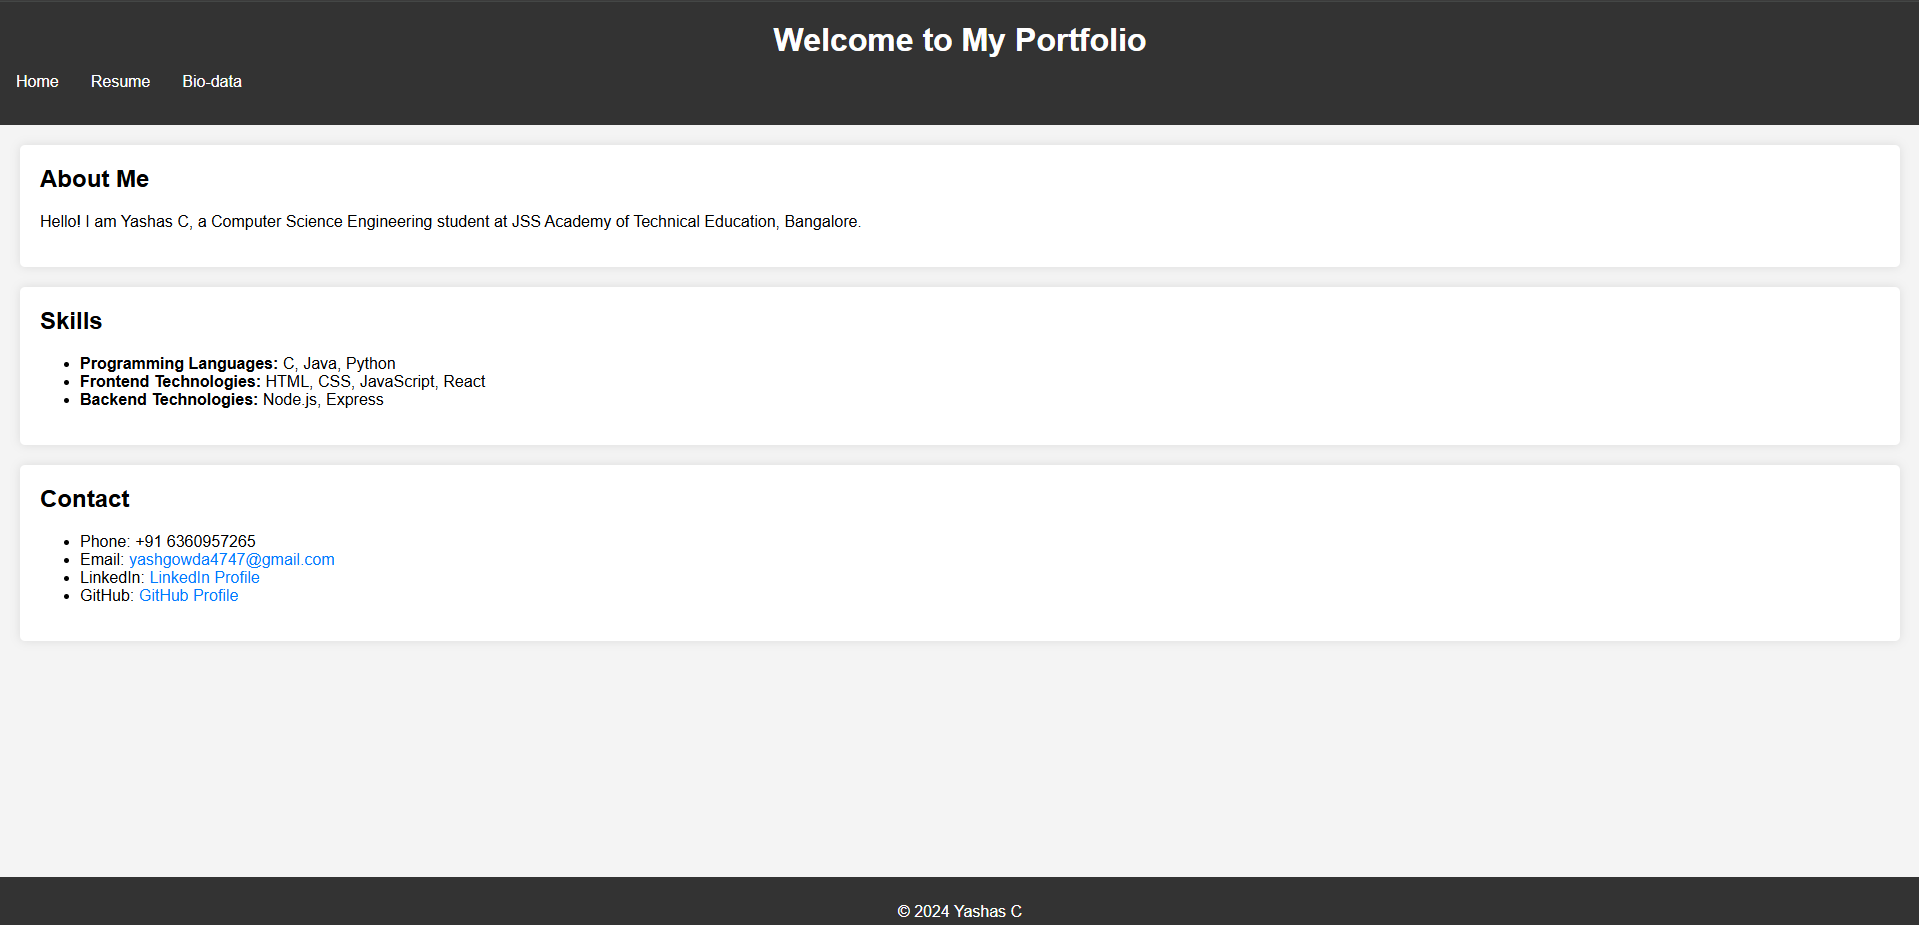 Welcome to My Portfolio
Home Resume Bio-data
About Me
Hello! I am Yashas C, a Computer Science Engineering student at JSS Academy of Technical Education, Bangalore.
Skills
• Programming Languages: C, Java, Python
• Frontend Technologies: HTML, CSS, JavaScript, React
• Backend Technologies: Node.js, Express
Contact
• Phone: +91 6360957265
• Email: yashgowda4747@gmail.com
• LinkedIn: LinkedIn Profile
• GitHub: GitHub Profile
© 2024 Yashas C